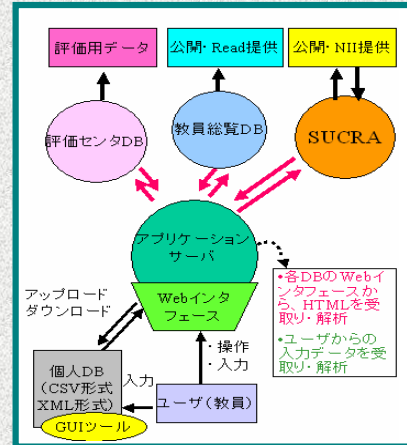 評価用データ
公開・Read提供
公開・NII提供
評価センタDB
教員総覧DB
SUCRA
アプリケーション
サーバ
Webインタ
フェース
・各DBのWebイ
ンタフェースか
ら、HTMLを受
取り・解析
・ユーザからの
入力データを受
取り・解析
アップロード
ダウンロード
・操作
・入力
個人DB
(CSV形式
XML形式)
入力
GUIツール
ユーザ(教員)